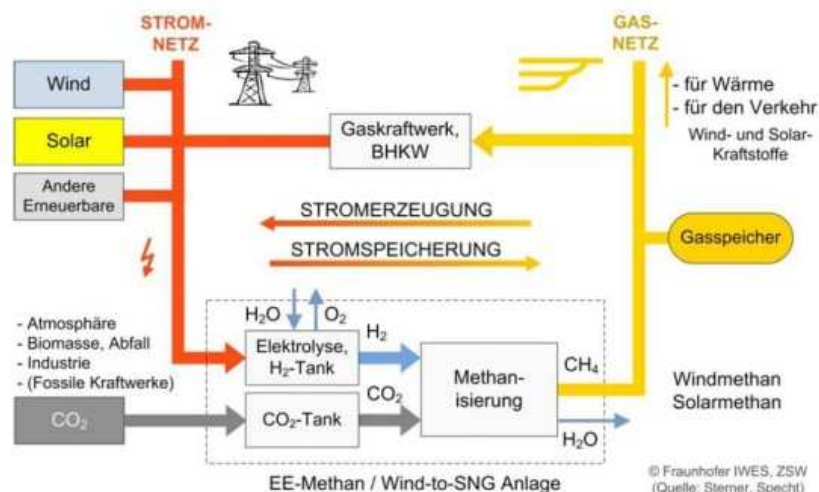 STROM-
NETZ
GAS-
NETZ
Wind
Solar
Andere
Erneuerbare
Gaskraftwerk,
BHKW
- für Wärme
- für den Verkehr
Wind- und Solar-
Kraftstoffe
STROMERZEUGUNG
STROMSPEICHERUNG
Gasspeicher
- Atmosphäre
- Biomasse, Abfall
- Industrie
- (Fossile Kraftwerke)
CO₂
H₂O
O₂
Elektrolyse,
H₂-Tank
H₂
CO₂-Tank
CO₂
Methan-
isierung
CH₄
H₂O
Windmethan
Solarmethan
EE-Methan / Wind-to-SNG Anlage
© Fraunhofer IWES, ZSW
(Quelle: Sterner, Specht)